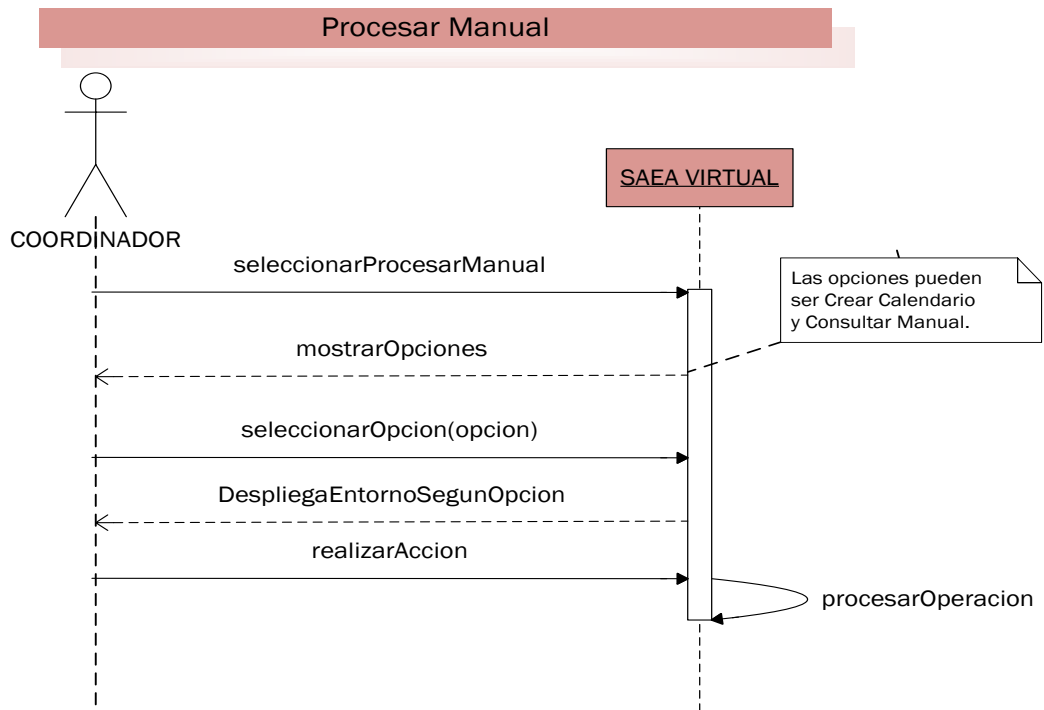 Procesar Manual
SAEA VIRTUAL
COORDINADOR
seleccionarProcesarManual
Las opciones pueden
ser Crear Calendario
y Consultar Manual.
mostrarOpciones
seleccionarOpcion(opcion)
DespliegaEntornoSegunOpcion
realizarAccion
procesarOperacion